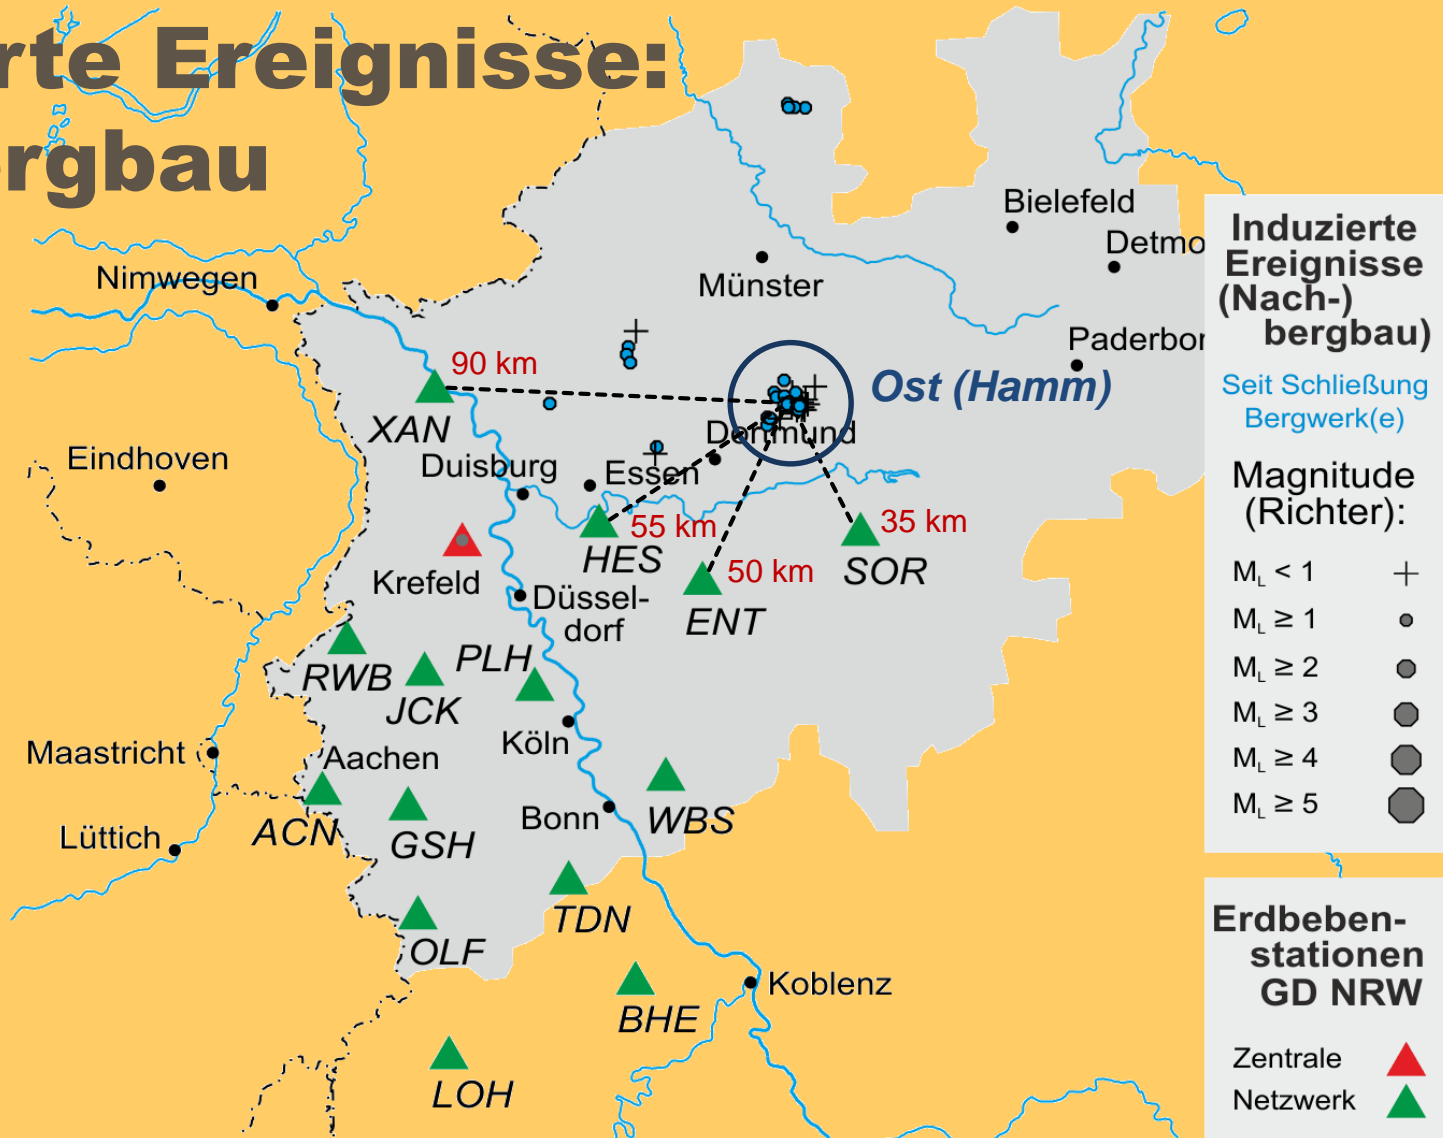 rte Ereignisse:
rgbau
Bielefeld
Detmo
Nimwegen
Münster
Paderbor
90 km
Ost (Hamm)
XAN
Dortmund
Eindhoven
Duisburg
Essen
55 km
35 km
HES
50 km
SOR
Krefeld
Düssel-
dorf
ENT
PLH
RWB
JCK
Köln
Maastricht
Aachen
Bonn
WBS
Lüttich
ACN
GSH
TDN
OLF
Koblenz
BHE
LOH
Induzierte
Ereignisse
(Nach-)
bergbau)
Seit Schließung
Bergwerk(e)
Magnitude
(Richter):
ML < 1
ML ≥ 1
ML ≥ 2
ML ≥ 3
ML ≥ 4
ML ≥ 5
Erdbeben-
stationen
GD NRW
Zentrale
Netzwerk